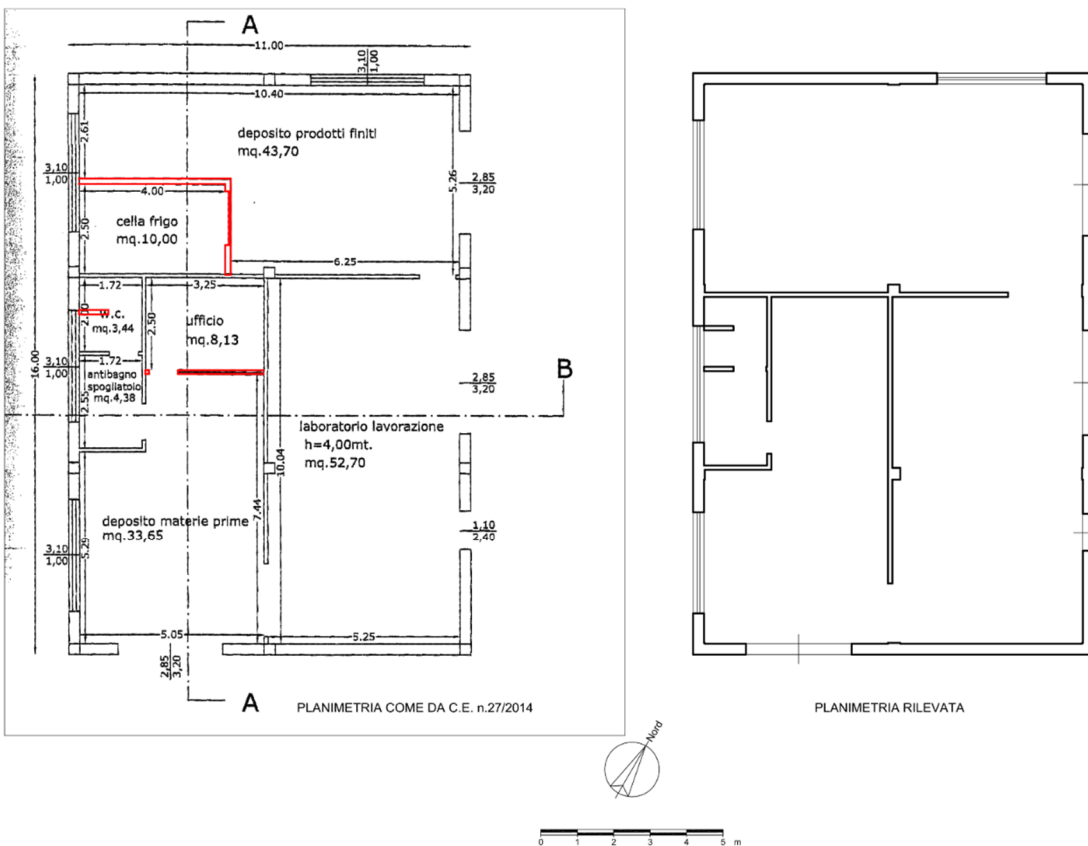 A
11.00
3,10
1,00
10.40
deposito prodotti finiti
mq.43,70
2.61
3,10
1,00
5.26
2,85
3,20
4.00
cella frigo
mq.10,00
2.50
6.25
1.72
3,25
w.c.
mq.3,44
2.00
2.50
ufficio
mq.8,13
16.00
3,10
1,00
1.72
antibagno
spogliatoio
mq.4,38
2.55
2,85
3,20
B
laboratorio lavorazione
h=4,00mt.
mq.52,70
10.04
7.44
deposito materie prime
mq.33,65
3,10
1,00
5.29
1,10
2,40
5.05
5.25
2,85
3,20
A
PLANIMETRIA COME DA C.E. n.27/2014
PLANIMETRIA RILEVATA
Nord
0 1 2 3 4 5 m